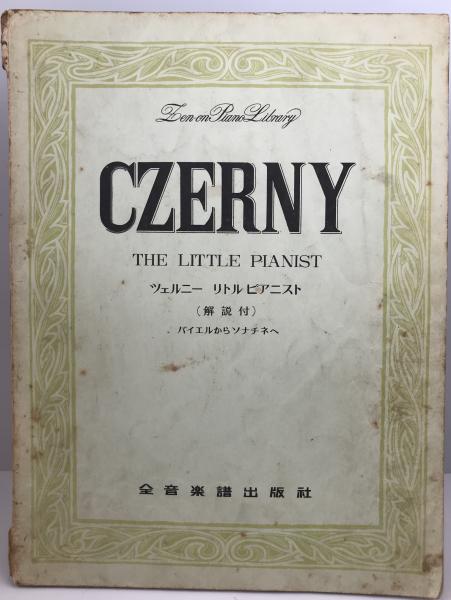 Zen-on Piano Library
CZERNY
THE LITTLE PIANIST
ツェルニー リトルピアニスト
(解説付)
バイエルからソナチネへ
全音楽譜出版社